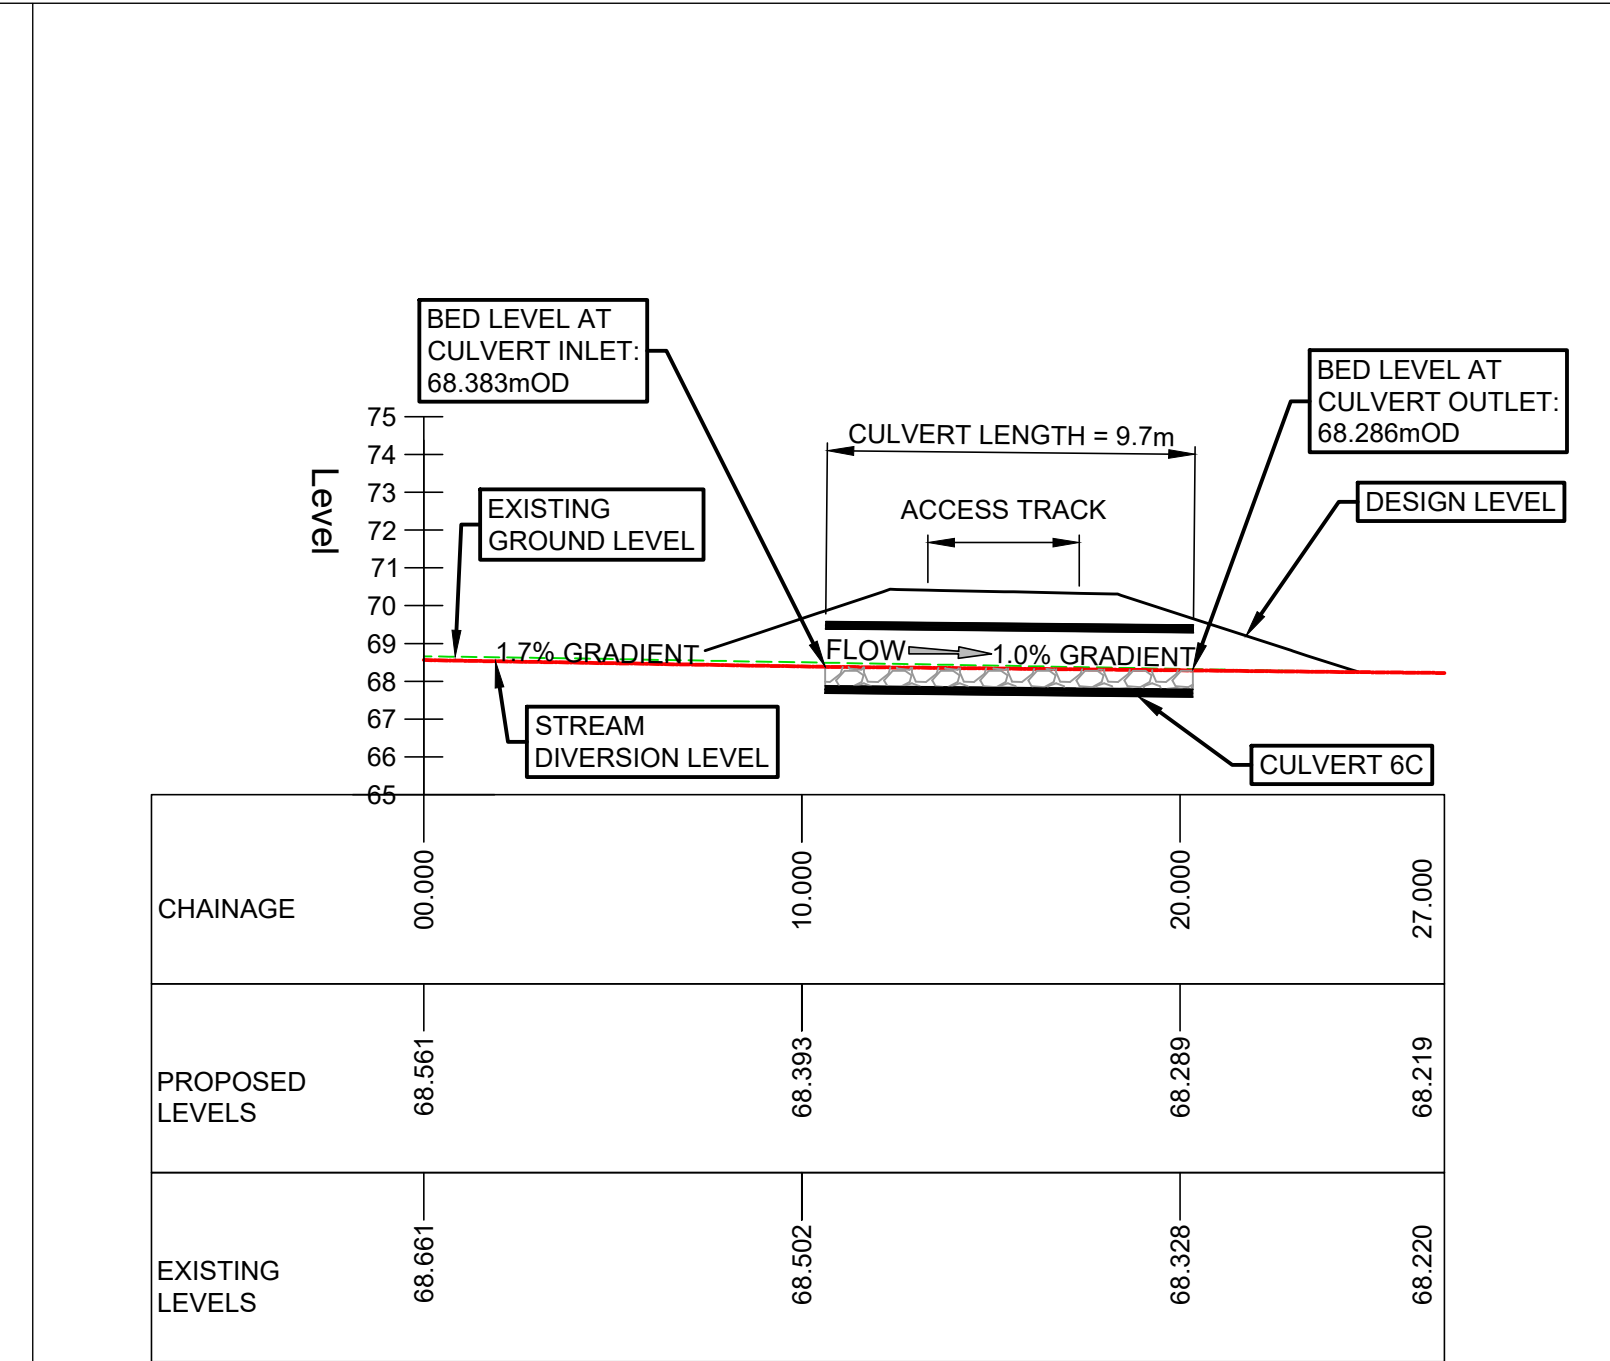 BED LEVEL AT
CULVERT INLET:
68.383mOD
BED LEVEL AT
CULVERT OUTLET:
68.286mOD
CULVERT LENGTH = 9.7m
ACCESS TRACK
DESIGN LEVEL
EXISTING
GROUND LEVEL
Level
75
74
73
72
71
70
69
68
67
66
65
1.7% GRADIENT
FLOW
1.0% GRADIENT
STREAM
DIVERSION LEVEL
CULVERT 6C
CHAINAGE
00.000
10.000
20.000
27.000
PROPOSED
LEVELS
68.561
68.393
68.289
68.219
EXISTING
LEVELS
68.661
68.502
68.328
68.220